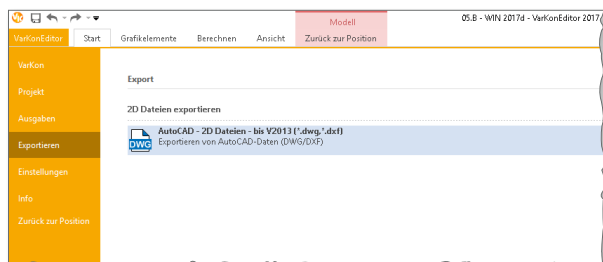 Modell
05.B - WIN 2017d - VarKonEditor 2017
VarKonEditor Start Grafikelemente Berechnen Ansicht Zurück zur Position
VarKon
Projekt
Ausgaben
Exportieren
Einstellungen
Info
Zurück zur Position
Export
2D Dateien exportieren
DWG
AutoCAD - 2D Dateien - bis V2013 (*.dwg,*.dxf)
Exportieren von AutoCAD-Daten (DWG/DXF)